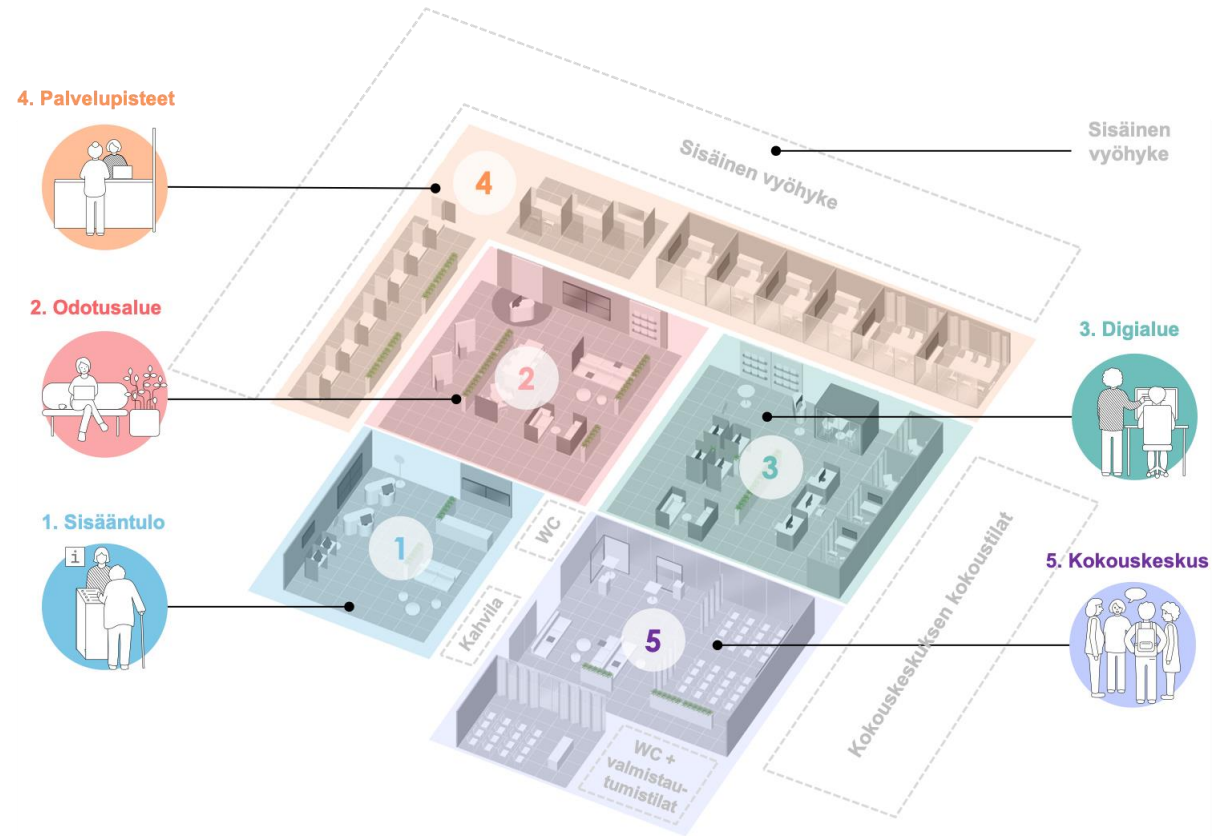 4. Palvelupisteet
Sisäinen
vyöhyke
Sisäinen vyöhyke
4
2. Odotusalue
3. Digialue
2
3
1. Sisääntulo
i
1
WC
Kahvila
5. Kokouskeskus
5
Kokouskeskuksen kokoustilat
WC +
valmistau-
tumistilat